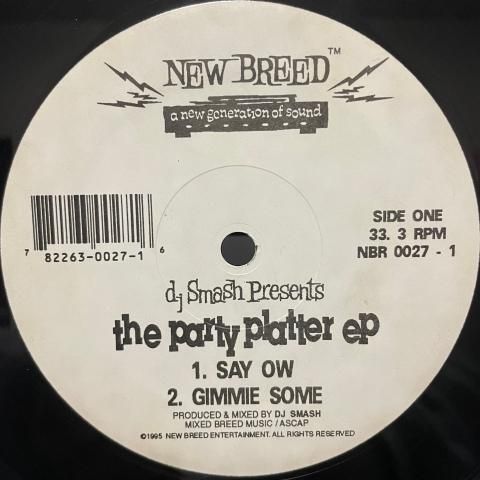 NEW BREED™
a new generation of sound
7 82263-0027-1 6
SIDE ONE
33. 3 RPM
NBR 0027 - 1
dj Smash Presents
the party platter ep
1. SAY OW
2. GIMMIE SOME
PRODUCED & MIXED BY DJ SMASH
MIXED BREED MUSIC / ASCAP
©1995 NEW BREED ENTERTAINMENT. ALL RIGHTS RESERVED